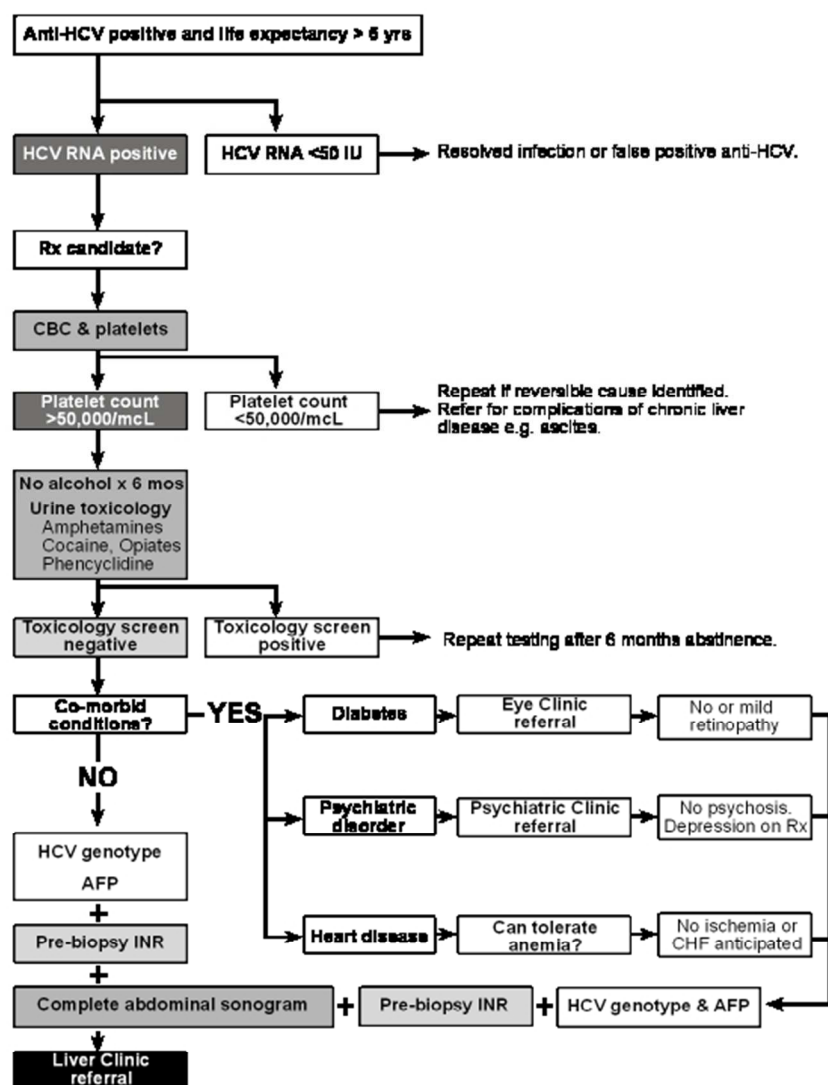 Anti-HCV positive and life expectancy > 5 yrs
HCV RNA positive
HCV RNA <50 IU
Resolved infection or false positive anti-HCV.
Rx candidate?
CBC & platelets
Platelet count
>50,000/mcL
Platelet count
<50,000/mcL
Repeat if reversible cause identified.
Refer for complications of chronic liver
disease e.g. ascites.
No alcohol x 6 mos
Urine toxicology
Amphetamines
Cocaine, Opiates
Phencyclidine
Toxicology screen
negative
Toxicology screen
positive
Repeat testing after 6 months abstinence.
Co-morbid
conditions?
YES
Diabetes
Eye Clinic
referral
No or mild
retinopathy
NO
Psychiatric
disorder
Psychiatric Clinic
referral
No psychosis.
Depression on Rx
HCV genotype
AFP
+
Pre-biopsy INR
Heart disease
Can tolerate
anemia?
No ischemia or
CHF anticipated
+
Complete abdominal sonogram + Pre-biopsy INR + HCV genotype & AFP
Liver Clinic
referral